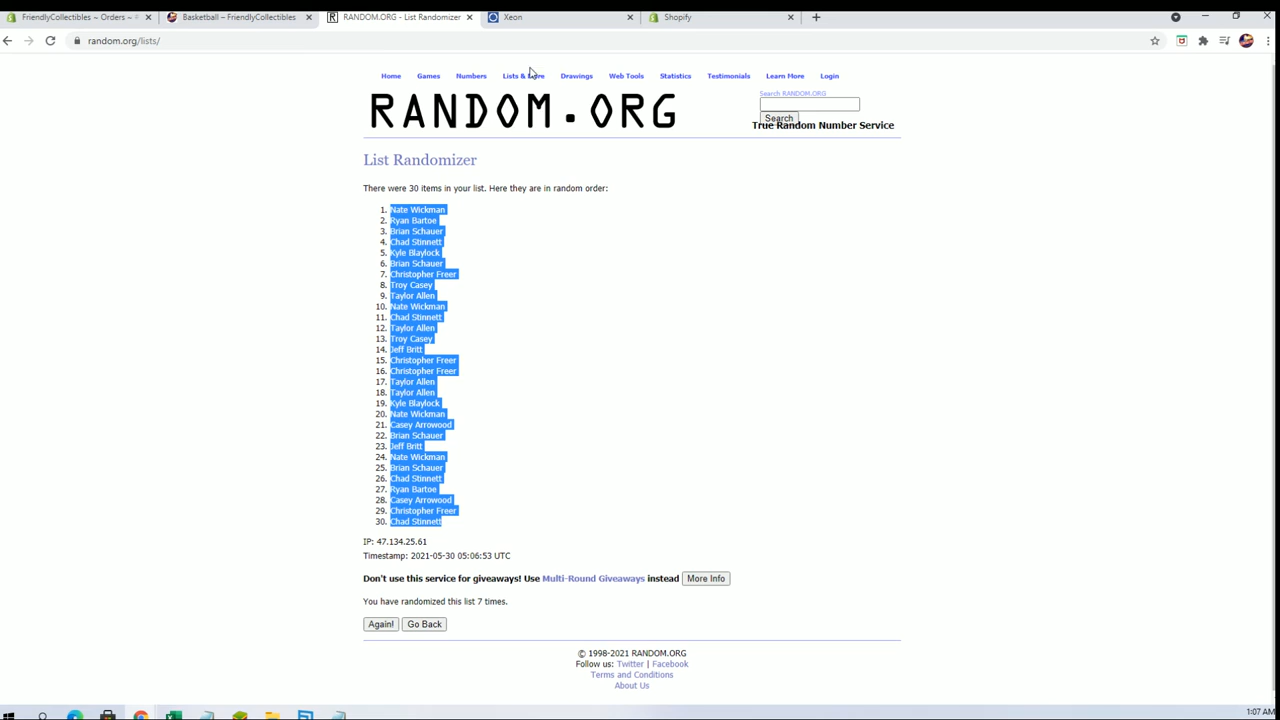 FriendlyCollectibles ~ Orders ~
Basketball – FriendlyCollectibles
RANDOM.ORG - List Randomizer
Xeon
Shopify
random.org/lists/
Home Games Numbers Lists & More Drawings Web Tools Statistics Testimonials Learn More Login
Search RANDOM.ORG
Search
RANDOM.ORG
True Random Number Service
List Randomizer
There were 30 items in your list. Here they are in random order:
1. Nate Wickman
2. Ryan Bartoe
3. Brian Schauer
4. Chad Stinnett
5. Kyle Blaylock
6. Brian Schauer
7. Christopher Freer
8. Troy Casey
9. Taylor Allen
10. Nate Wickman
11. Chad Stinnett
12. Taylor Allen
13. Troy Casey
14. Jeff Britt
15. Christopher Freer
16. Christopher Freer
17. Taylor Allen
18. Taylor Allen
19. Kyle Blaylock
20. Nate Wickman
21. Casey Arrowood
22. Brian Schauer
23. Jeff Britt
24. Nate Wickman
25. Brian Schauer
26. Chad Stinnett
27. Ryan Bartoe
28. Casey Arrowood
29. Christopher Freer
30. Chad Stinnett
IP: 47.134.25.61
Timestamp: 2021-05-30 05:06:53 UTC
Don't use this service for giveaways! Use Multi-Round Giveaways instead More Info
You have randomized this list 7 times.
Again! Go Back
© 1998-2021 RANDOM.ORG
Follow us: Twitter | Facebook
Terms and Conditions
About Us
1:07 AM